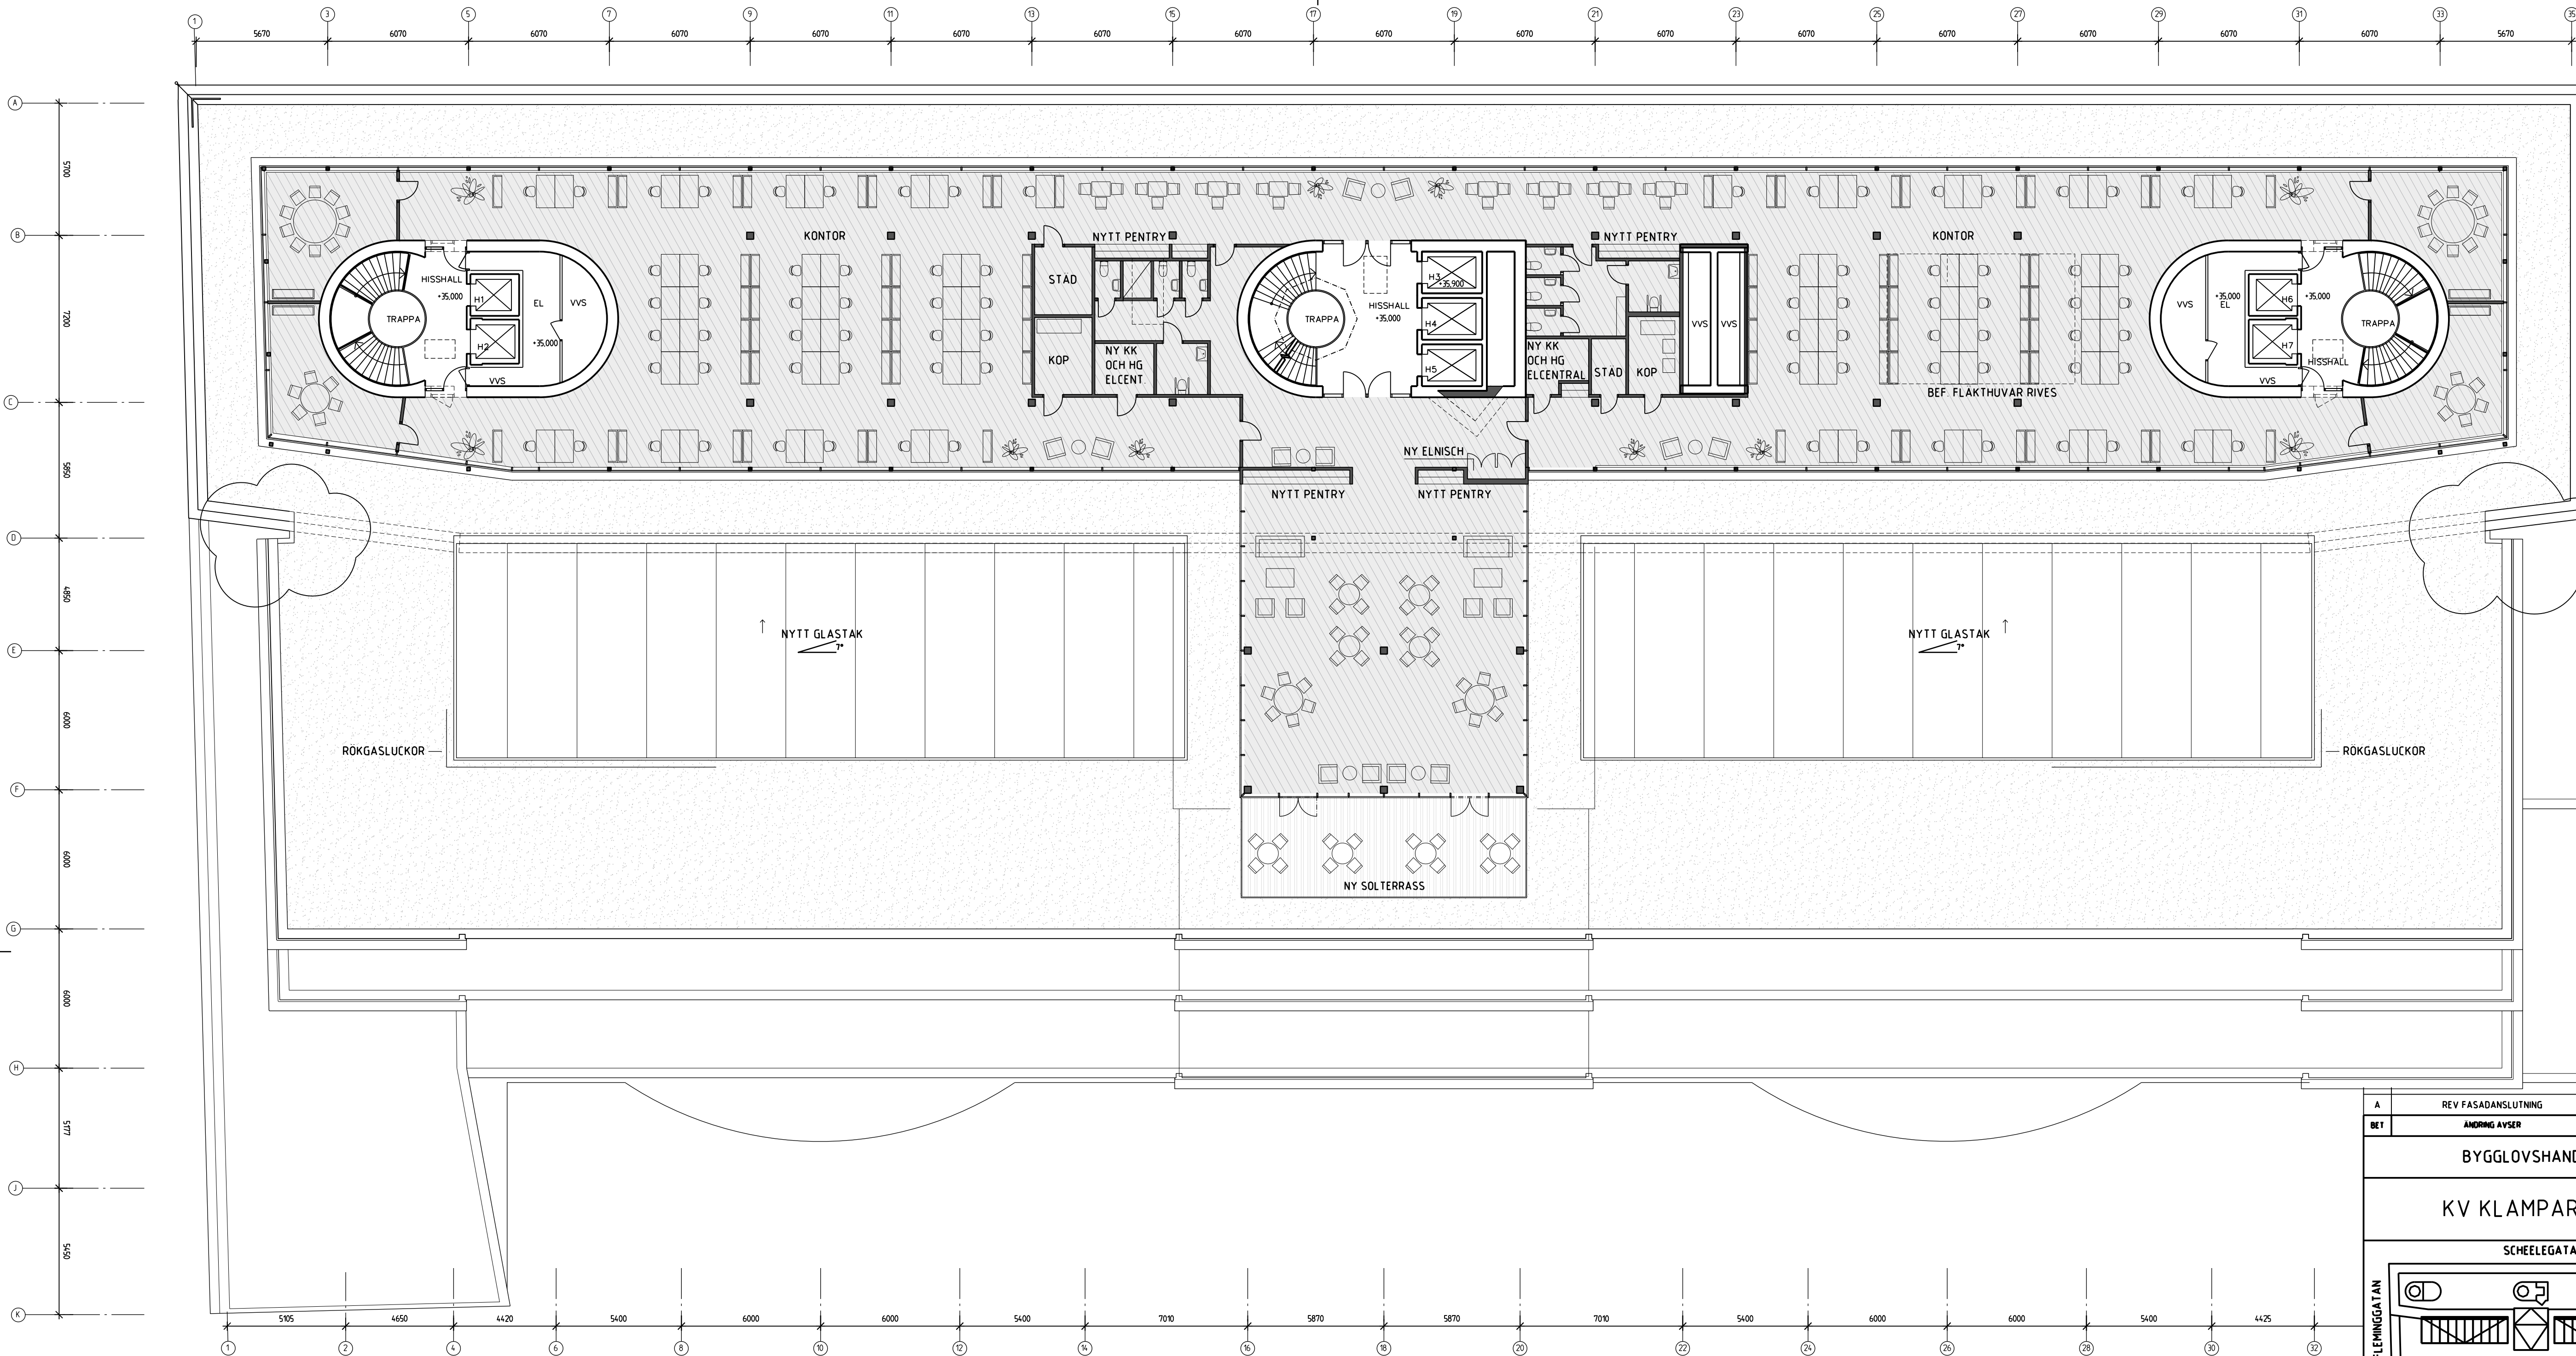 1 3 5 7 9 11 13 15 17 19 21 23 25 27 29 31 33 35
5670 6070 6070 6070 6070 6070 6070 6070 6070 6070 6070 6070 6070 6070 6070 6070 5670
A
5700
B
KONTOR
NYTT PENTRY
NYTT PENTRY
KONTOR
HISSHALL
+35,000
H1
EL
VVS
TRAPPA
H2
+35,000
VVS
7200
STÄD
KOP
NY KK
OCH HG
ELCENT.
TRAPPA
HISSHALL
+35,000
H3
+35,900
H4
H5
NY KK
OCH HG
ELCENTRAL
STÄD
KOP
VVS
VVS
BEF. FLÄKTHUVAR RIVES
VVS
+35,000
EL
H6
+35,000
H7
TRAPPA
HISSHALL
VVS
C
5850
NY ELNISCH
NYTT PENTRY
NYTT PENTRY
D
4850
NYTT GLASTAK
7°
NYTT GLASTAK
7°
E
6000
RÖKGASLUCKOR
RÖKGASLUCKOR
F
6000
NY SOLTERRASS
G
6000
H
5177
J
5450
K
A REV FASADANSLUTNING
BET ÄNDRING AVSER
BYGGLOVSHAND
KV KLAMPAR
SCHEELEGATA
FLEMINGGATAN
5105 4650 4420 5400 6000 6000 5400 7010 5870 5870 7010 5400 6000 6000 5400 4425
1 2 4 6 8 10 12 14 16 18 20 22 24 26 28 30 32